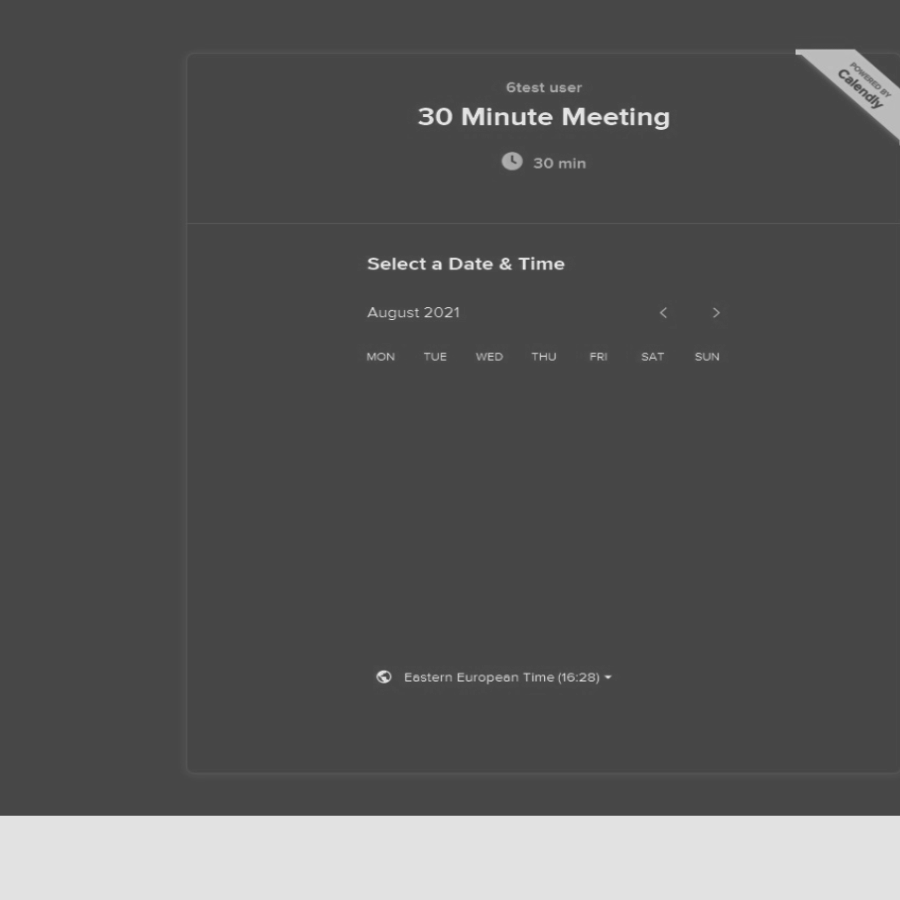 POWERED BY
Calendly
6test user
30 Minute Meeting
30 min
Select a Date & Time
August 2021
MON TUE WED THU FRI SAT SUN
Eastern European Time (16:28)